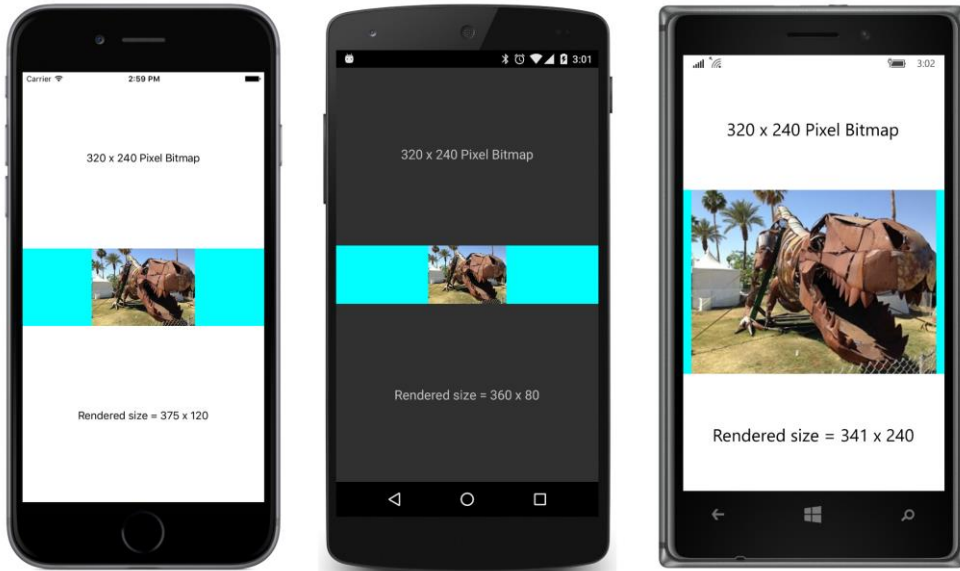 Carrier 2:59 PM
320 x 240 Pixel Bitmap
Rendered size = 375 x 120
3:01
320 x 240 Pixel Bitmap
Rendered size = 360 x 80
3:02
320 x 240 Pixel Bitmap
Rendered size = 341 x 240